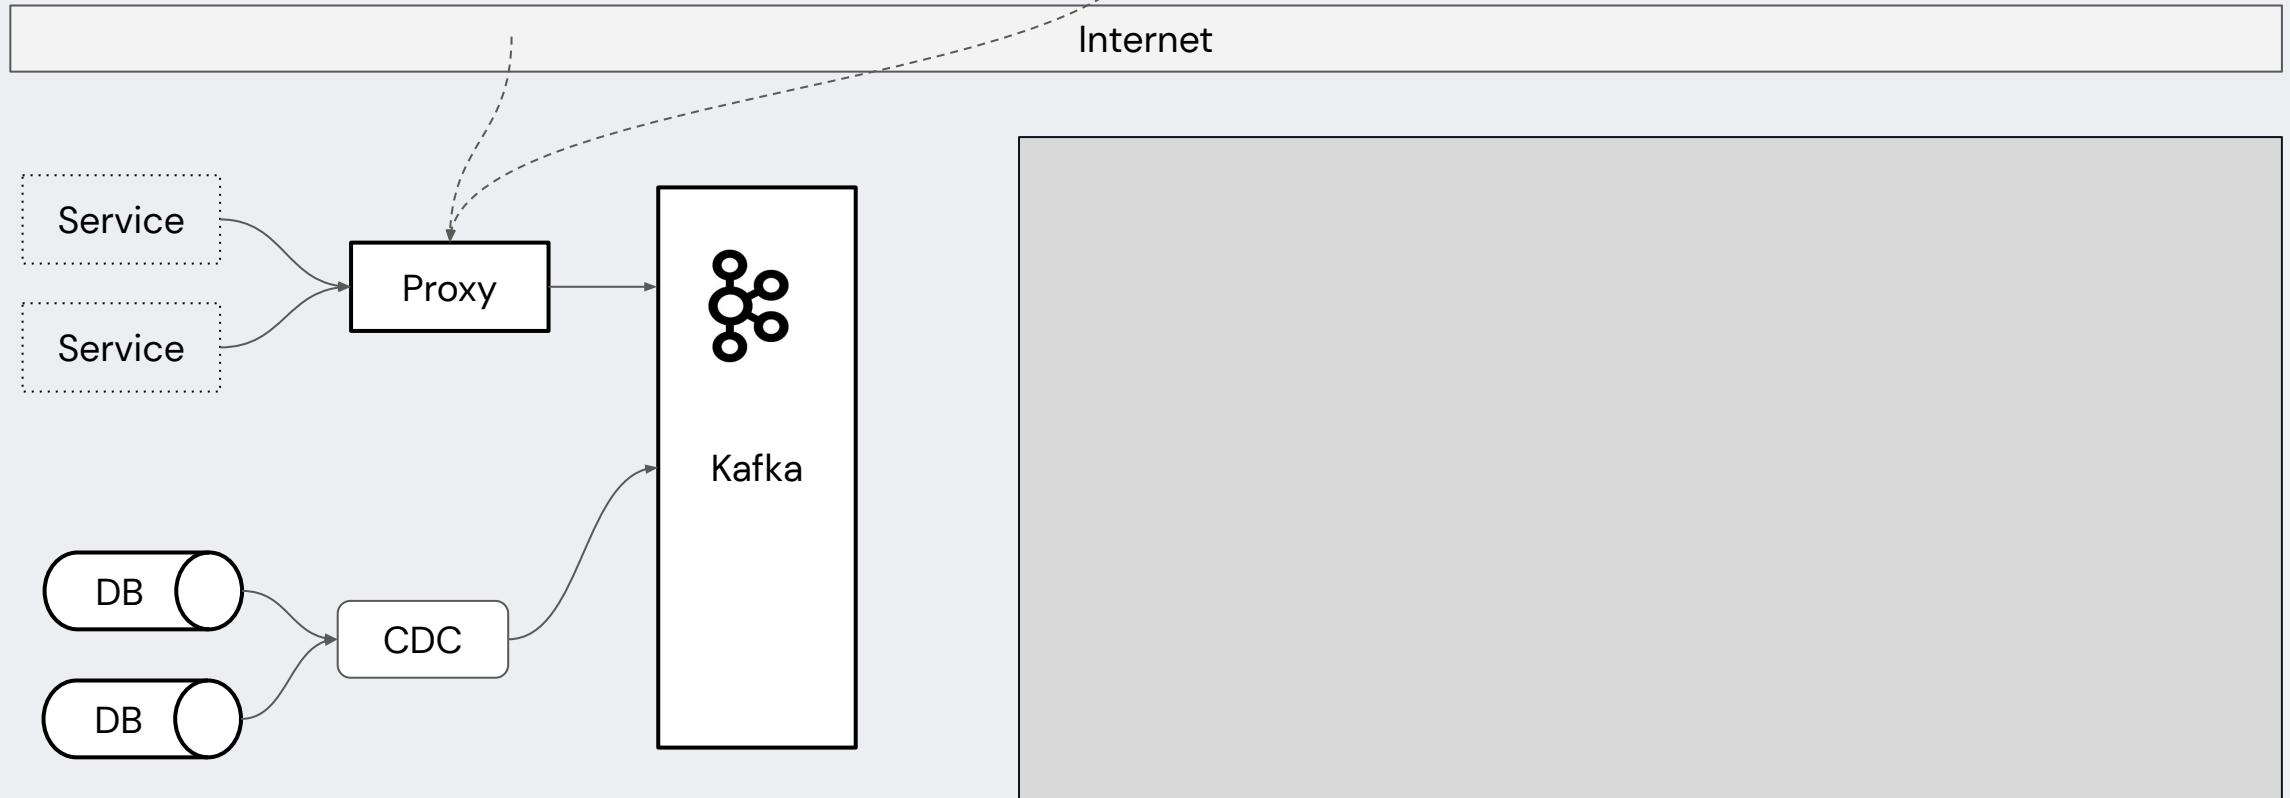 Internet
Service
Proxy
Service
Kafka
DB
CDC
DB